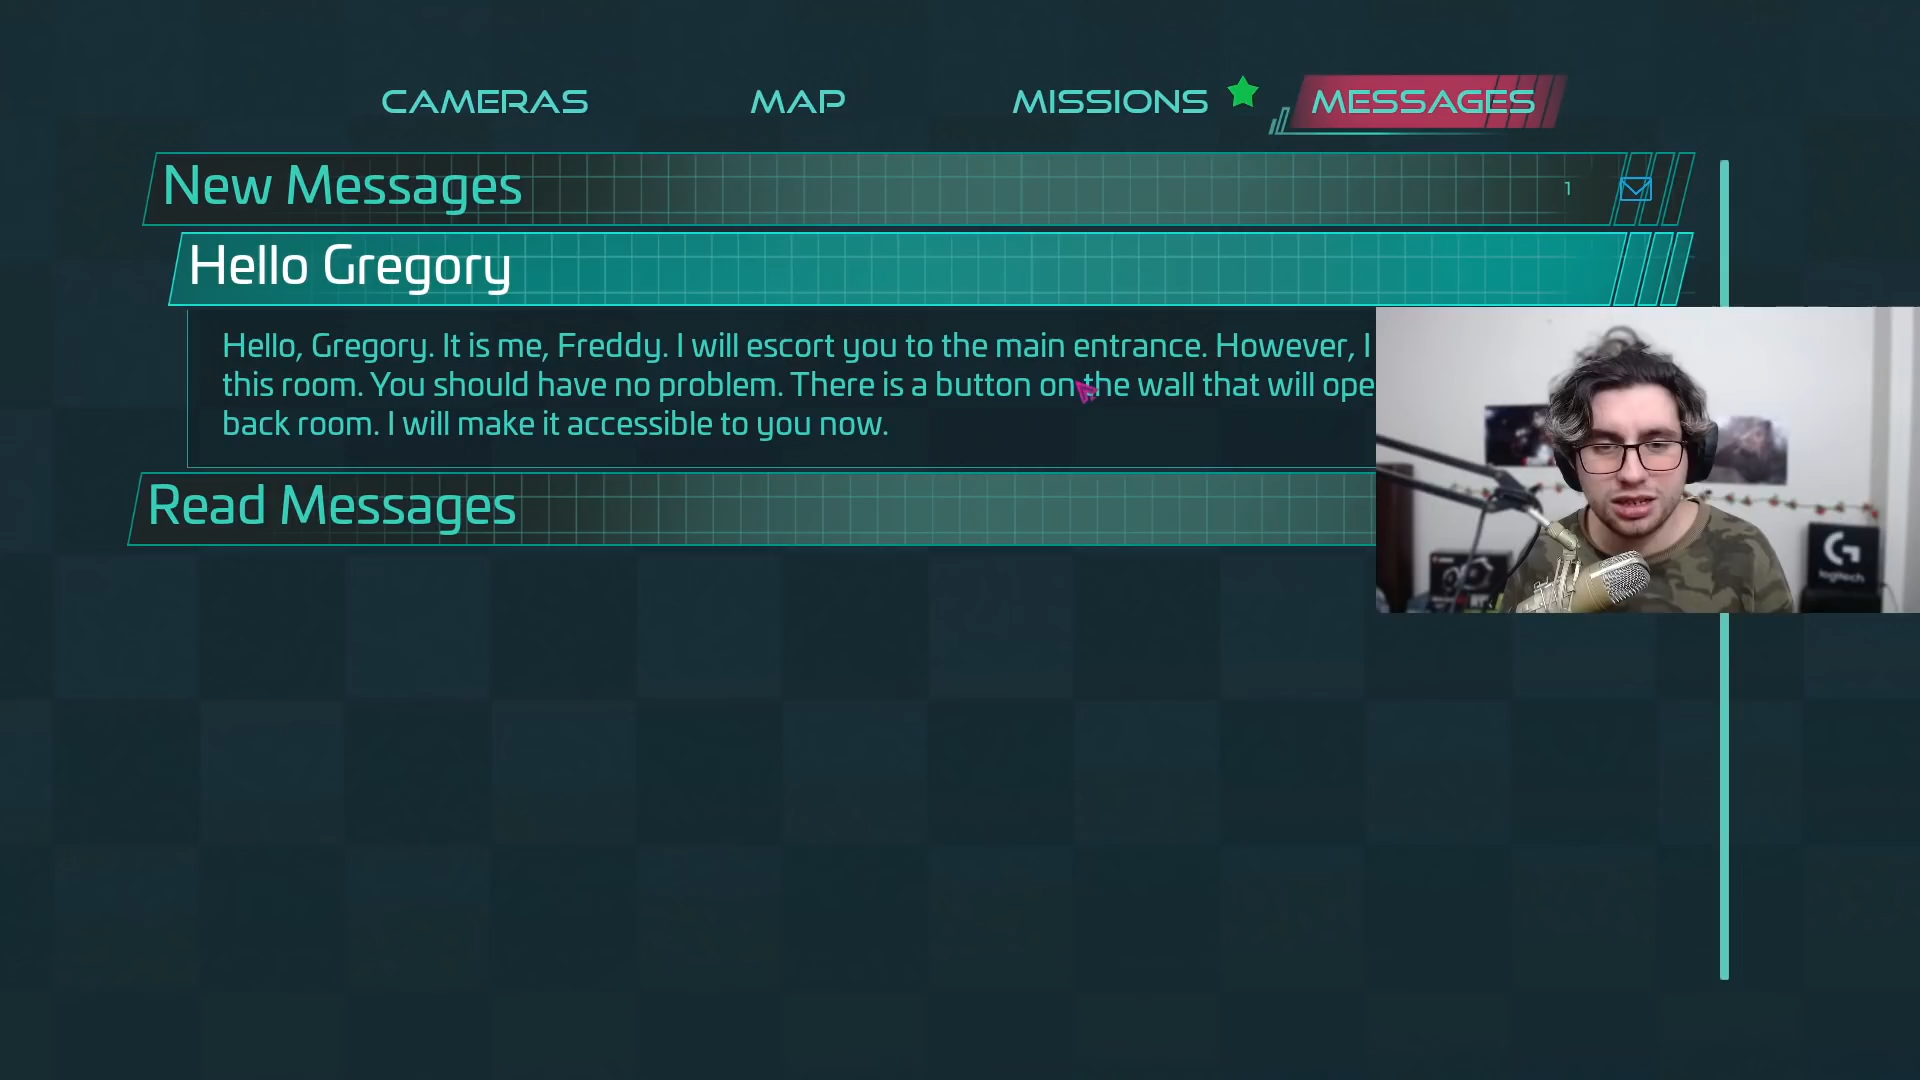 CAMERAS MAP MISSIONS MESSAGES
New Messages 1
Hello Gregory
Hello, Gregory. It is me, Freddy. I will escort you to the main entrance. However, I
this room. You should have no problem. There is a button on the wall that will ope
back room. I will make it accessible to you now.
Read Messages
G
logitech